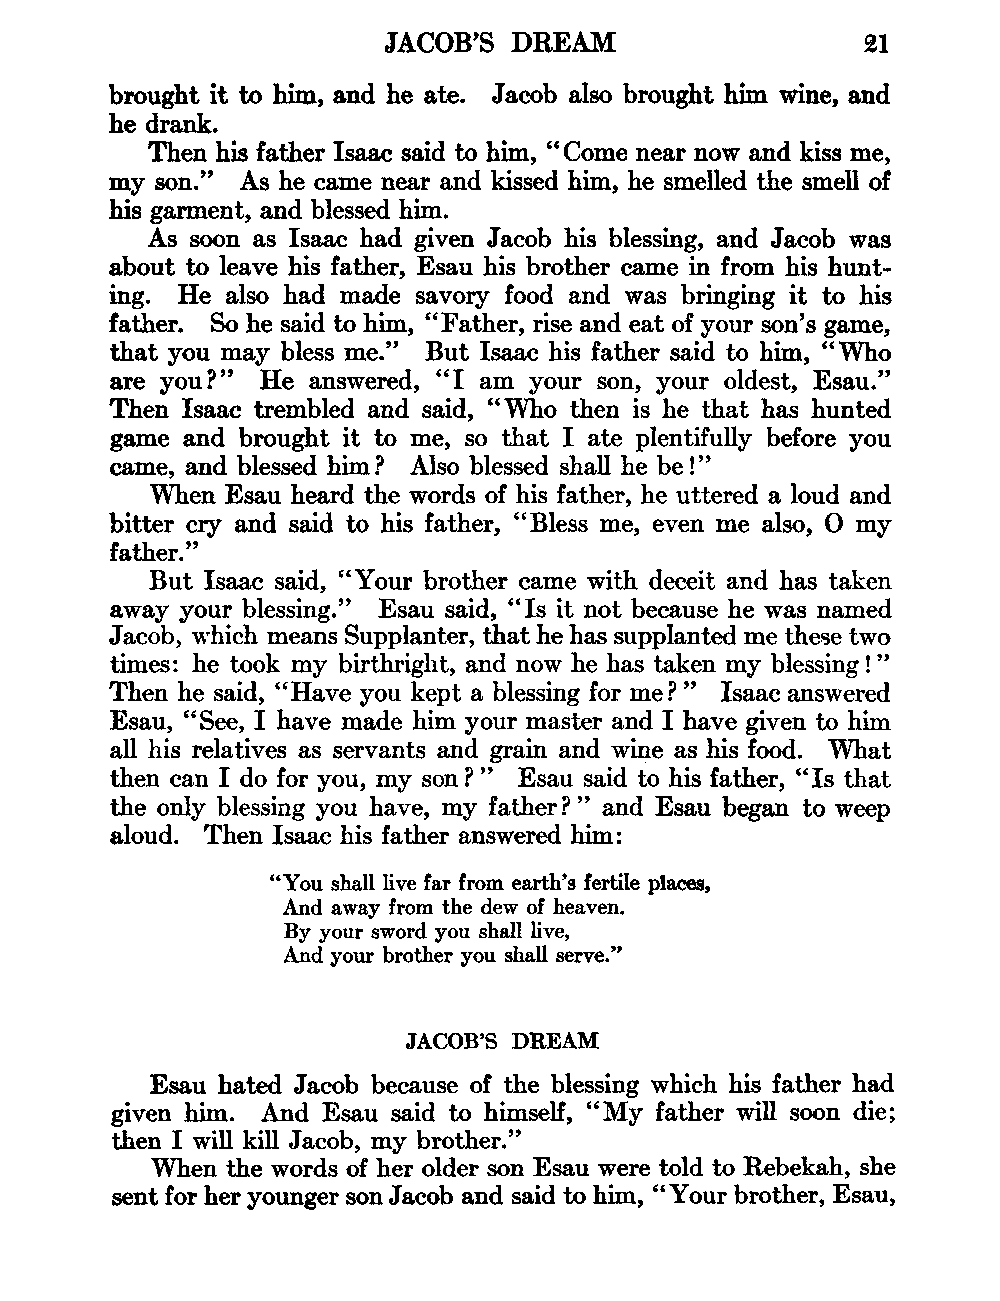 JACOB'S DREAM 21
brought it to him, and he ate. Jacob also brought him wine, and
he drank.
Then his father Isaac said to him, “Come near now and kiss me,
my son.” As he came near and kissed him, he smelled the smell of
his garment, and blessed him.
As soon as Isaac had given Jacob his blessing, and Jacob was
about to leave his father, Esau his brother came in from his hunt-
ing. He also had made savory food and was bringing it to his
father. So he said to him, “Father, rise and eat of your son's game,
that you may bless me.” But Isaac his father said to him, “Who
are you?” He answered, “I am your son, your oldest, Esau.”
Then Isaac trembled and said, “Who then is he that has hunted
game and brought it to me, so that I ate plentifully before you
came, and blessed him? Also blessed shall he be!”
When Esau heard the words of his father, he uttered a loud and
bitter cry and said to his father, “Bless me, even me also, O my
father.”
But Isaac said, “Your brother came with deceit and has taken
away your blessing.” Esau said, “Is it not because he was named
Jacob, which means Supplanter, that he has supplanted me these two
times: he took my birthright, and now he has taken my blessing!”
Then he said, “Have you kept a blessing for me?” Isaac answered
Esau, “See, I have made him your master and I have given to him
all his relatives as servants and grain and wine as his food. What
then can I do for you, my son?” Esau said to his father, “Is that
the only blessing you have, my father?” and Esau began to weep
aloud. Then Isaac his father answered him:
“You shall live far from earth's fertile places,
And away from the dew of heaven.
By your sword you shall live,
And your brother you shall serve.”
JACOB'S DREAM
Esau hated Jacob because of the blessing which his father had
given him. And Esau said to himself, “My father will soon die;
then I will kill Jacob, my brother.”
When the words of her older son Esau were told to Rebekah, she
sent for her younger son Jacob and said to him, “Your brother, Esau,